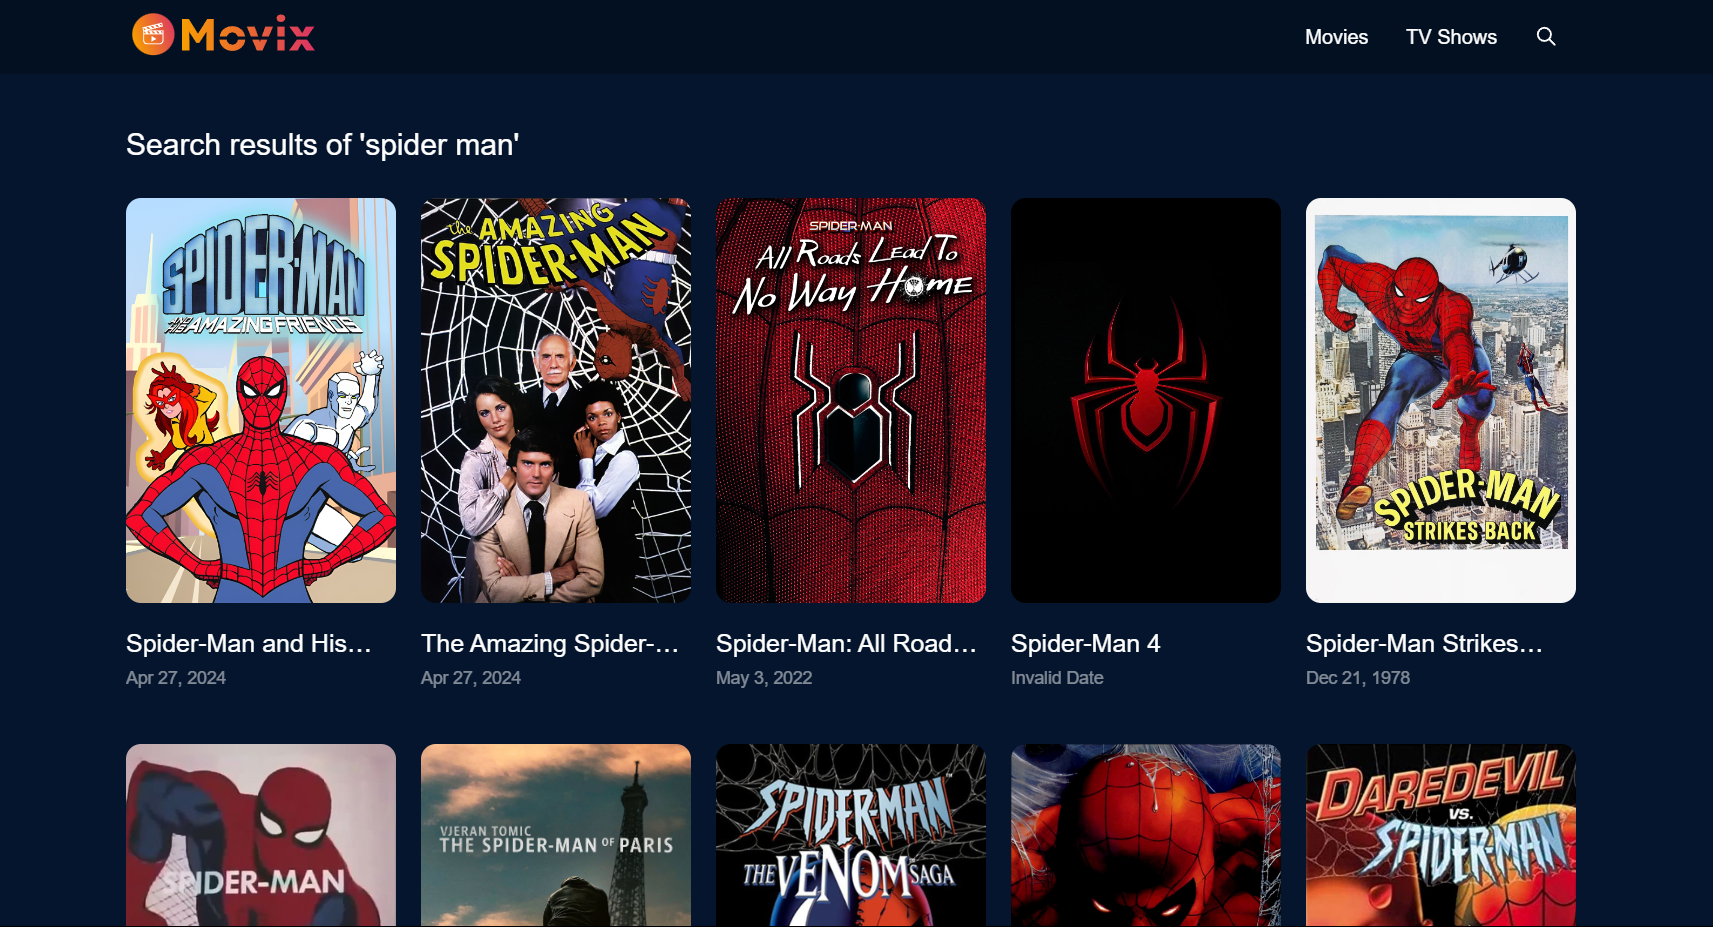 Movix
Movies
TV Shows
Search results of 'spider man'
SPIDER-MAN
AND HIS
AMAZING FRIENDS
the AMAZING
SPIDER-MAN
SPIDER-MAN
All Roads Lead To
No Way Home
SPIDER-MAN
STRIKES BACK
Spider-Man and His...
Apr 27, 2024
The Amazing Spider-...
Apr 27, 2024
Spider-Man: All Road...
May 3, 2022
Spider-Man 4
Invalid Date
Spider-Man Strikes...
Dec 21, 1978
SPIDER-MAN
VJERAN TOMIC
THE SPIDER-MAN OF PARIS
SPIDER-MAN
THE VENOM SAGA
DAREDEVIL
VS.
SPIDER-MAN